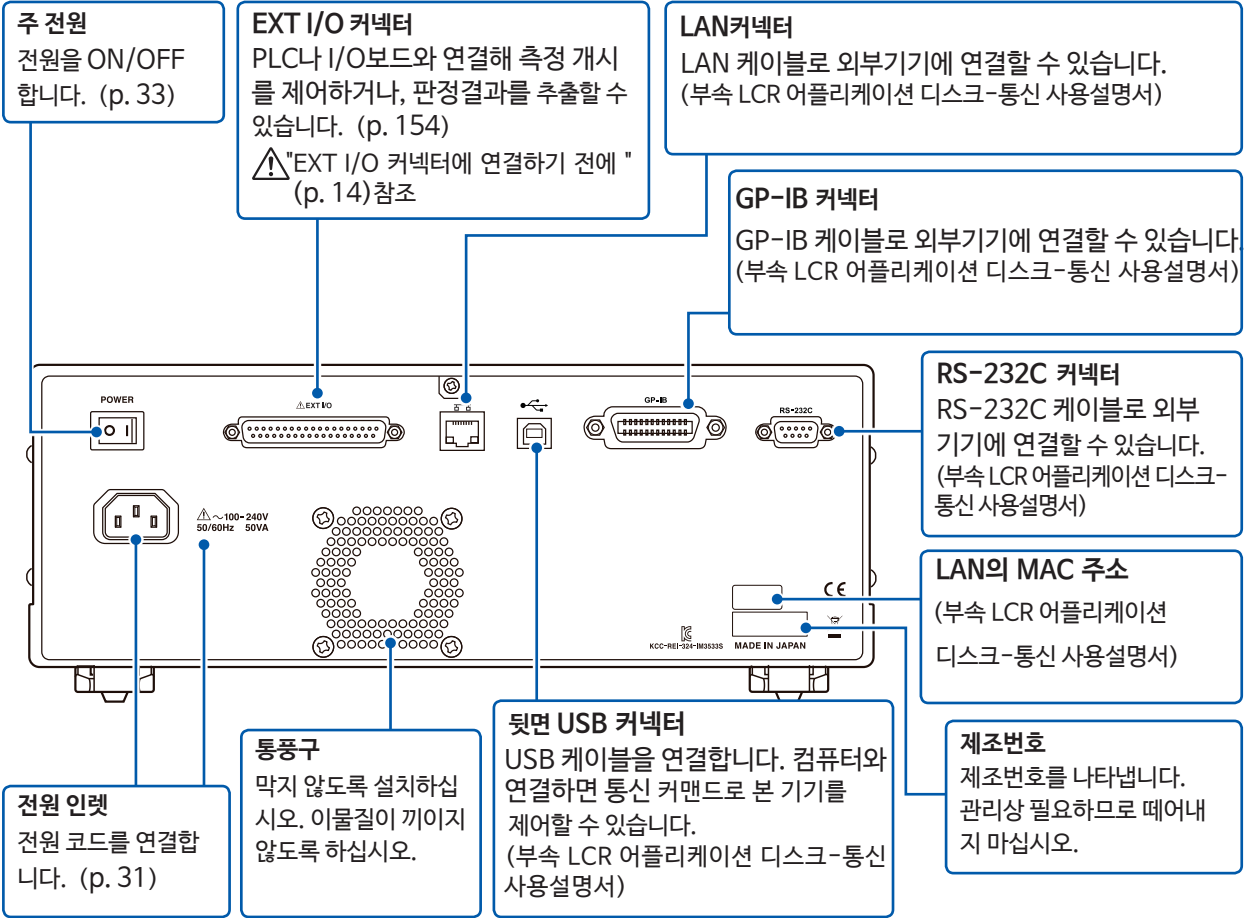 주 전원
전원을 ON/OFF
합니다. (p. 33)
EXT I/O 커넥터
PLC나 I/O보드와 연결해 측정 개시
를 제어하거나, 판정결과를 추출할 수
있습니다. (p. 154)
"EXT I/O 커넥터에 연결하기 전에 "
(p. 14)참조
LAN커넥터
LAN 케이블로 외부기기에 연결할 수 있습니다.
(부속 LCR 어플리케이션 디스크-통신 사용설명서)
GP-IB 커넥터
GP-IB 케이블로 외부기기에 연결할 수 있습니다.
(부속 LCR 어플리케이션 디스크-통신 사용설명서)
RS-232C 커넥터
RS-232C 케이블로 외부
기기에 연결할 수 있습니다.
(부속 LCR 어플리케이션 디스크-
통신 사용설명서)
POWER
EXT I/O
GP-IB
RS-232C
~100-240V
50/60Hz 50VA
CE
KCC-REI-324-IM3533S MADE IN JAPAN
LAN의 MAC 주소
(부속 LCR 어플리케이션
디스크-통신 사용설명서)
전원 인렛
전원 코드를 연결합
니다. (p. 31)
통풍구
막지 않도록 설치하십
시오. 이물질이 끼이지
않도록 하십시오.
뒷면 USB 커넥터
USB 케이블을 연결합니다. 컴퓨터와
연결하면 통신 커맨드로 본 기기를
제어할 수 있습니다.
(부속 LCR 어플리케이션 디스크-통신
사용설명서)
제조번호
제조번호를 나타냅니다.
관리상 필요하므로 떼어내
지 마십시오.